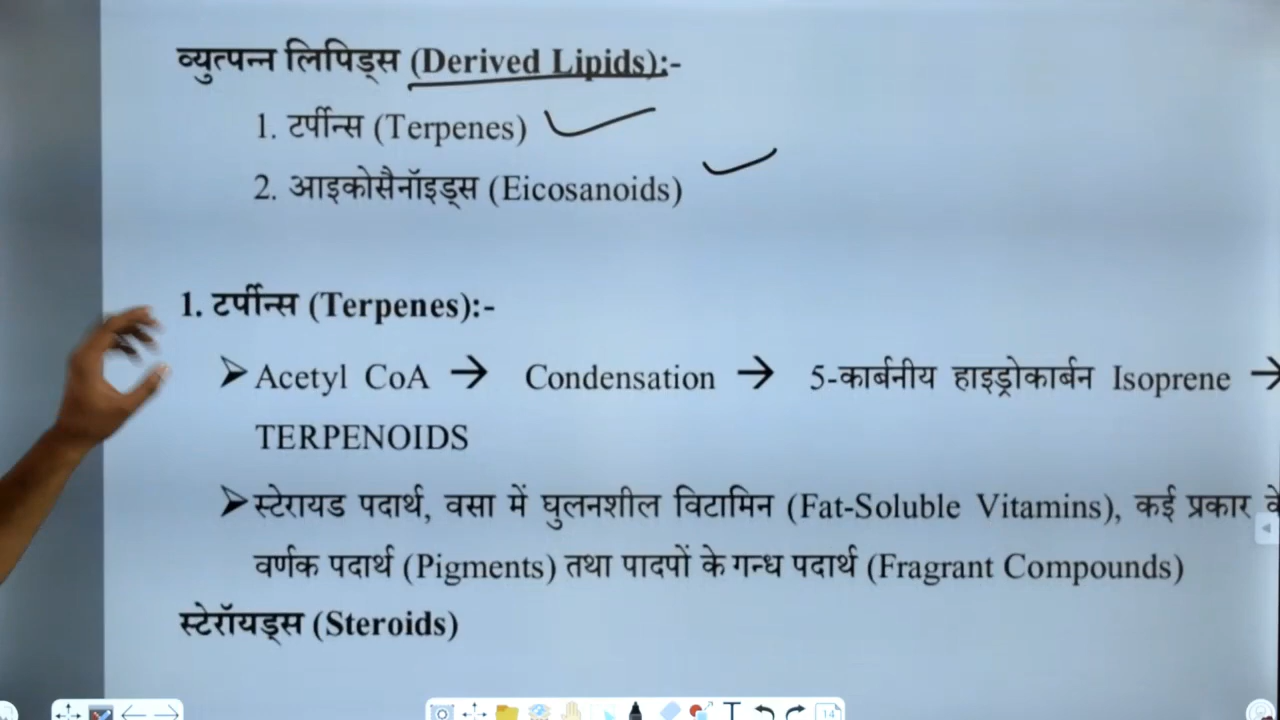 व्युत्पन्न लिपिड्स (Derived Lipids):-
1. टर्पीन्स (Terpenes)
2. आइकोसैनॉइड्स (Eicosanoids)
1. टर्पीन्स (Terpenes):-
➢ Acetyl CoA → Condensation → 5-कार्बनीय हाइड्रोकार्बन Isoprene →
TERPENOIDS
➢ स्टेरायड पदार्थ, वसा में घुलनशील विटामिन (Fat-Soluble Vitamins), कई प्रकार के
वर्णक पदार्थ (Pigments) तथा पादपों के गन्ध पदार्थ (Fragrant Compounds)
स्टेरॉयड्स (Steroids)
14